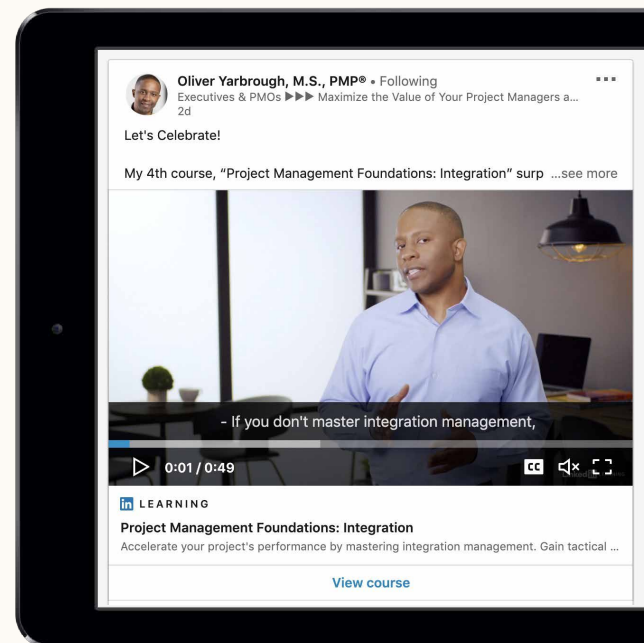 Oliver Yarbrough, M.S., PMP® • Following
Executives & PMOs ▶▶▶ Maximize the Value of Your Project Managers a...
2d
Let's Celebrate!
My 4th course, “Project Management Foundations: Integration” surp ...see more
- If you don't master integration management,
0:01 / 0:49
CC
in LEARNING
Project Management Foundations: Integration
Accelerate your project's performance by mastering integration management. Gain tactical ...
View course